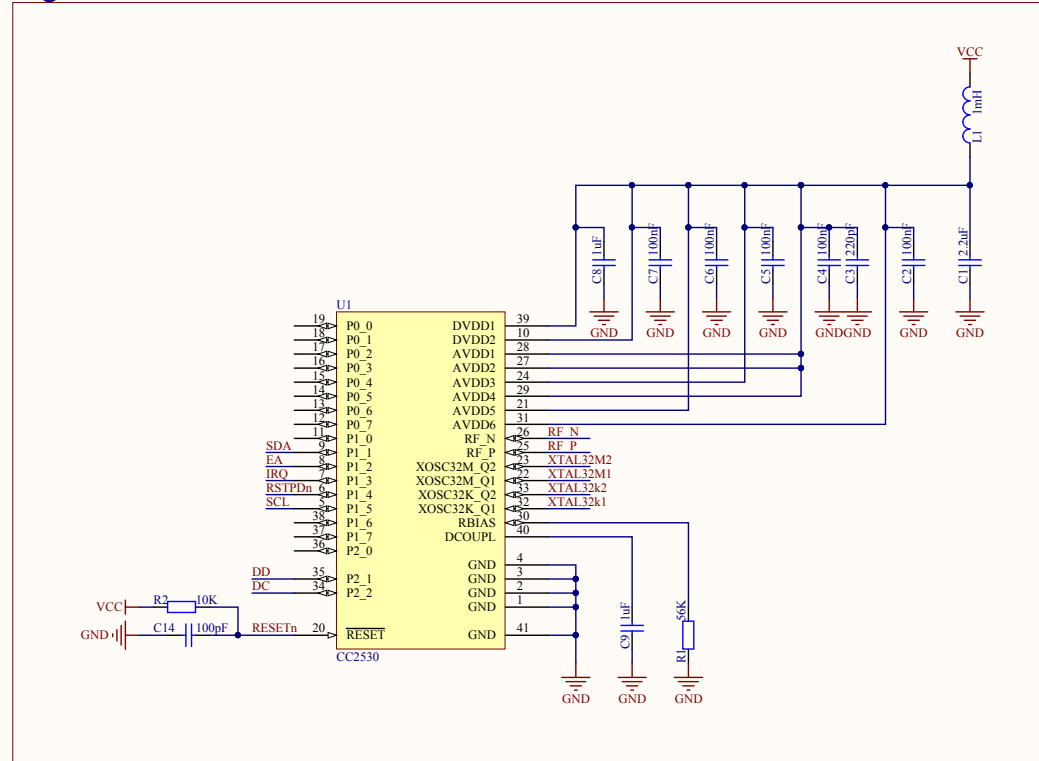 VCC
1mH
L1
C8 1uF
C7 100nF
C6 100nF
C5 100nF
C4 100nF
C3 220pF
C2 100nF
C1 2.2uF
GND GND GND GND GND GND GND GND
U1
19 P0_0 DVDD1 39
18 P0_1 DVDD2 10
17 P0_2 AVDD1 28
16 P0_3 AVDD2 27
15 P0_4 AVDD3 24
14 P0_5 AVDD4 29
13 P0_6 AVDD5 21
12 P0_7 AVDD6 31
11 P1_0 RF_N 26 RF_N
SDA 9 P1_1 RF_P 25 RF_P
EA 8 P1_2 XOSC32M_Q2 23 XTAL32M2
IRQ 7 P1_3 XOSC32M_Q1 22 XTAL32M1
RSTPDn 6 P1_4 XOSC32K_Q2 33 XTAL32k2
SCL 5 P1_5 XOSC32K_Q1 32 XTAL32k1
38 P1_6 RBIAS 30
37 P1_7 DCOUPL 40
36 P2_0
GND 4
35 P2_1 GND 3
DD
34 P2_2 GND 2
DC
GND 1
VCC R2 10K
GND C14 100pF RESETn 20 RESET GND 41
C9 1uF
R1 56K
CC2530
GND GND GND